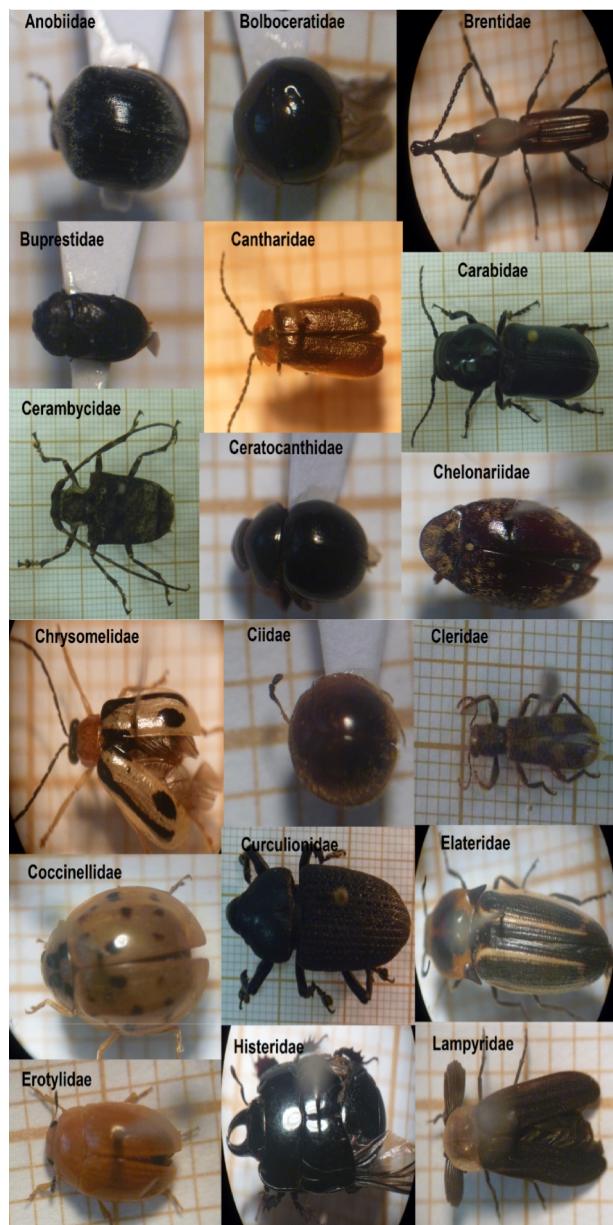 Anobiidae
Bolboceratidae
Brentidae
Buprestidae
Cantharidae
Carabidae
Cerambycidae
Ceratocanthidae
Chelonariidae
Chrysomelidae
Ciidae
Cleridae
Coccinellidae
Curculionidae
Elateridae
Erotylidae
Histeridae
Lampyridae